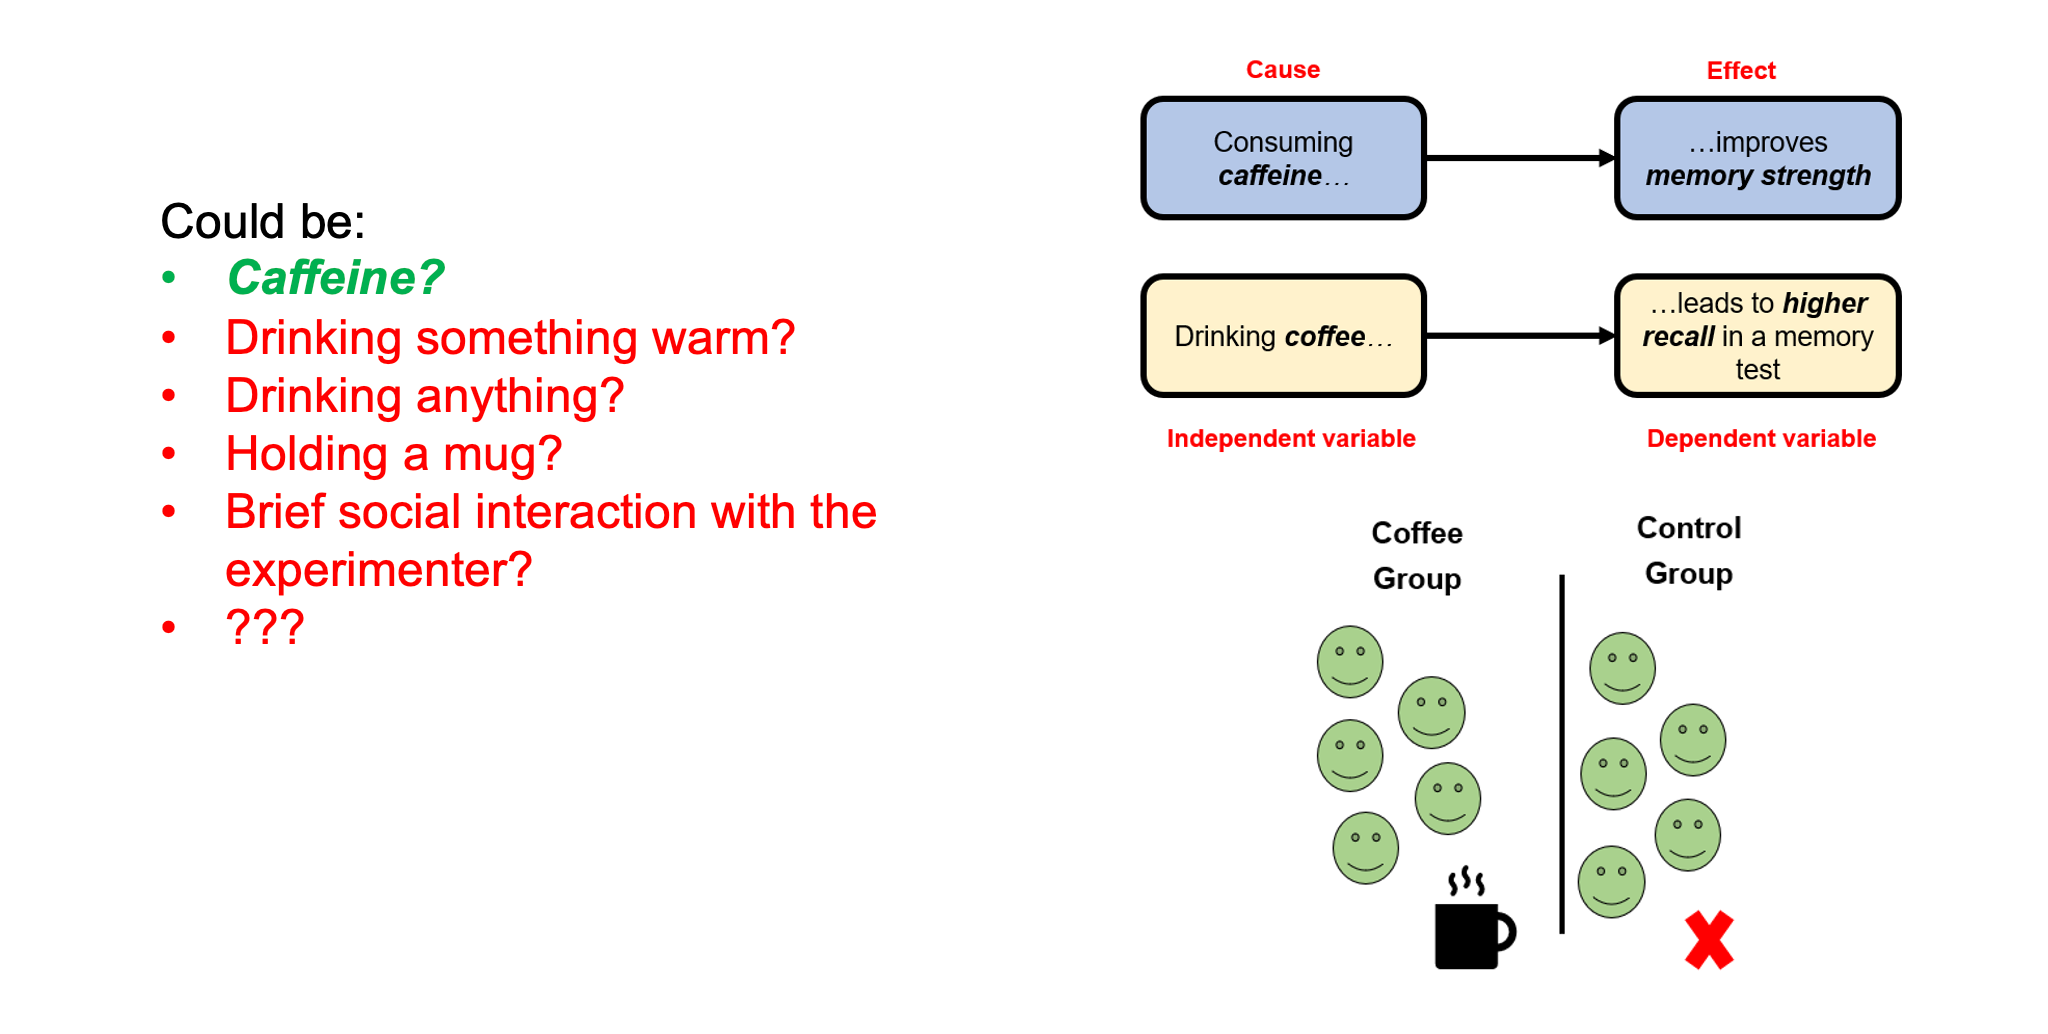 Could be:
• Caffeine?
• Drinking something warm?
• Drinking anything?
• Holding a mug?
• Brief social interaction with the
experimenter?
• ???
Cause
Effect
Consuming
caffeine…
…improves
memory strength
Drinking coffee…
…leads to higher
recall in a memory
test
Independent variable
Dependent variable
Coffee
Group
Control
Group